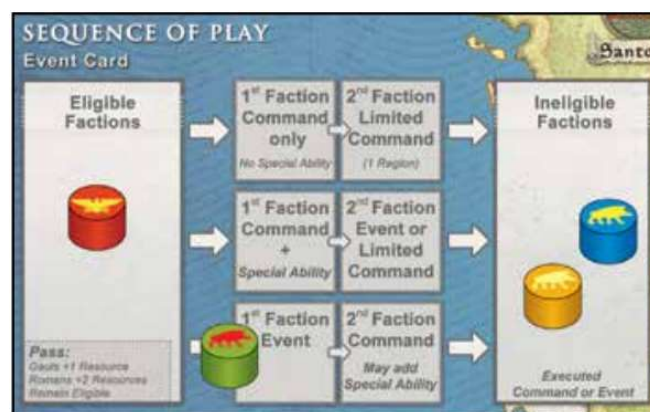 SEQUENCE OF PLAY
Event Card
Eligible
Factions
1st Faction
Command
only
No Special Ability
2nd Faction
Limited
Command
(1 Region)
Ineligible
Factions
1st Faction
Command
+
Special Ability
2nd Faction
Event or
Limited
Command
1st Faction
Event
2nd Faction
Command
May add
Special Ability
Pass:
Gauls +1 Resource
Romans +2 Resources
Remain Eligible
Executed
Command or Event
Santo